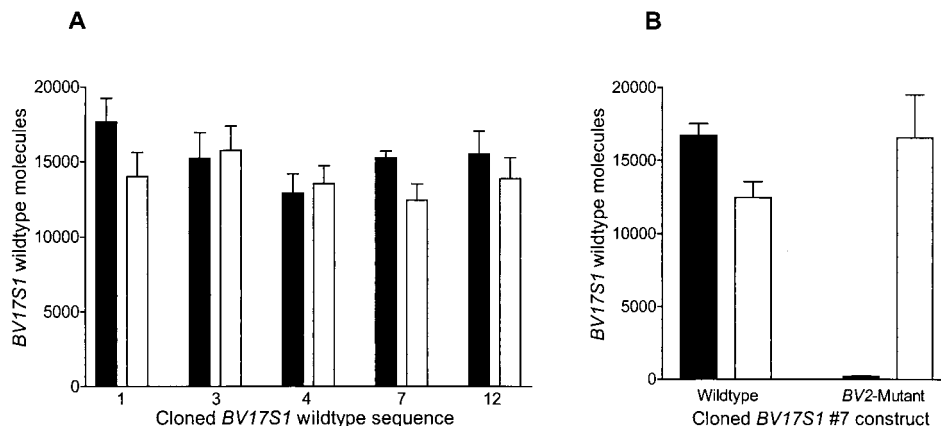 A
BV17S1 wildtype molecules
20000
15000
10000
5000
0
1 3 4 7 12
Cloned BV17S1 wildtype sequence
B
BV17S1 wildtype molecules
20000
15000
10000
5000
0
Wildtype BV2-Mutant
Cloned BV17S1 #7 construct